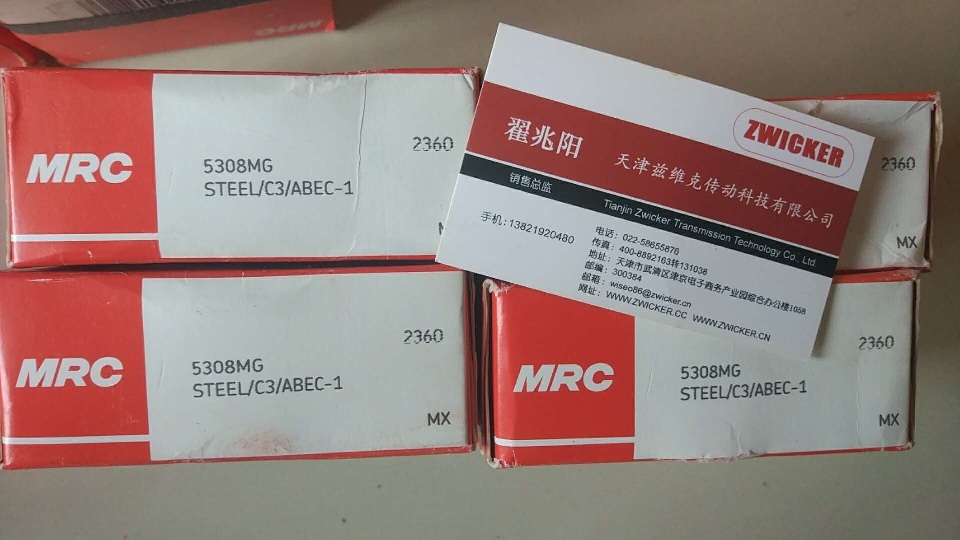 MRC
MRC
5308MG
STEEL/C3/ABEC-1
2360
ZWICKER
翟兆阳
天津兹维克传动科技有限公司
销售总监
Tianjin Zwicker Transmission Technology Co., Ltd.
手机:13821920480
电话:022-58655876
传真:400-8892163转131038
地址:天津市武清区津京电子商务产业园综合办公楼1058
邮编:300384
邮箱:wiseo86@zwicker.cn
网址:WWW.ZWICKER.CC WWW.ZWICKER.CN
2360
MX
MRC
5308MG
STEEL/C3/ABEC-1
2360
MX
MRC
5308MG
STEEL/C3/ABEC-1
2360
MX